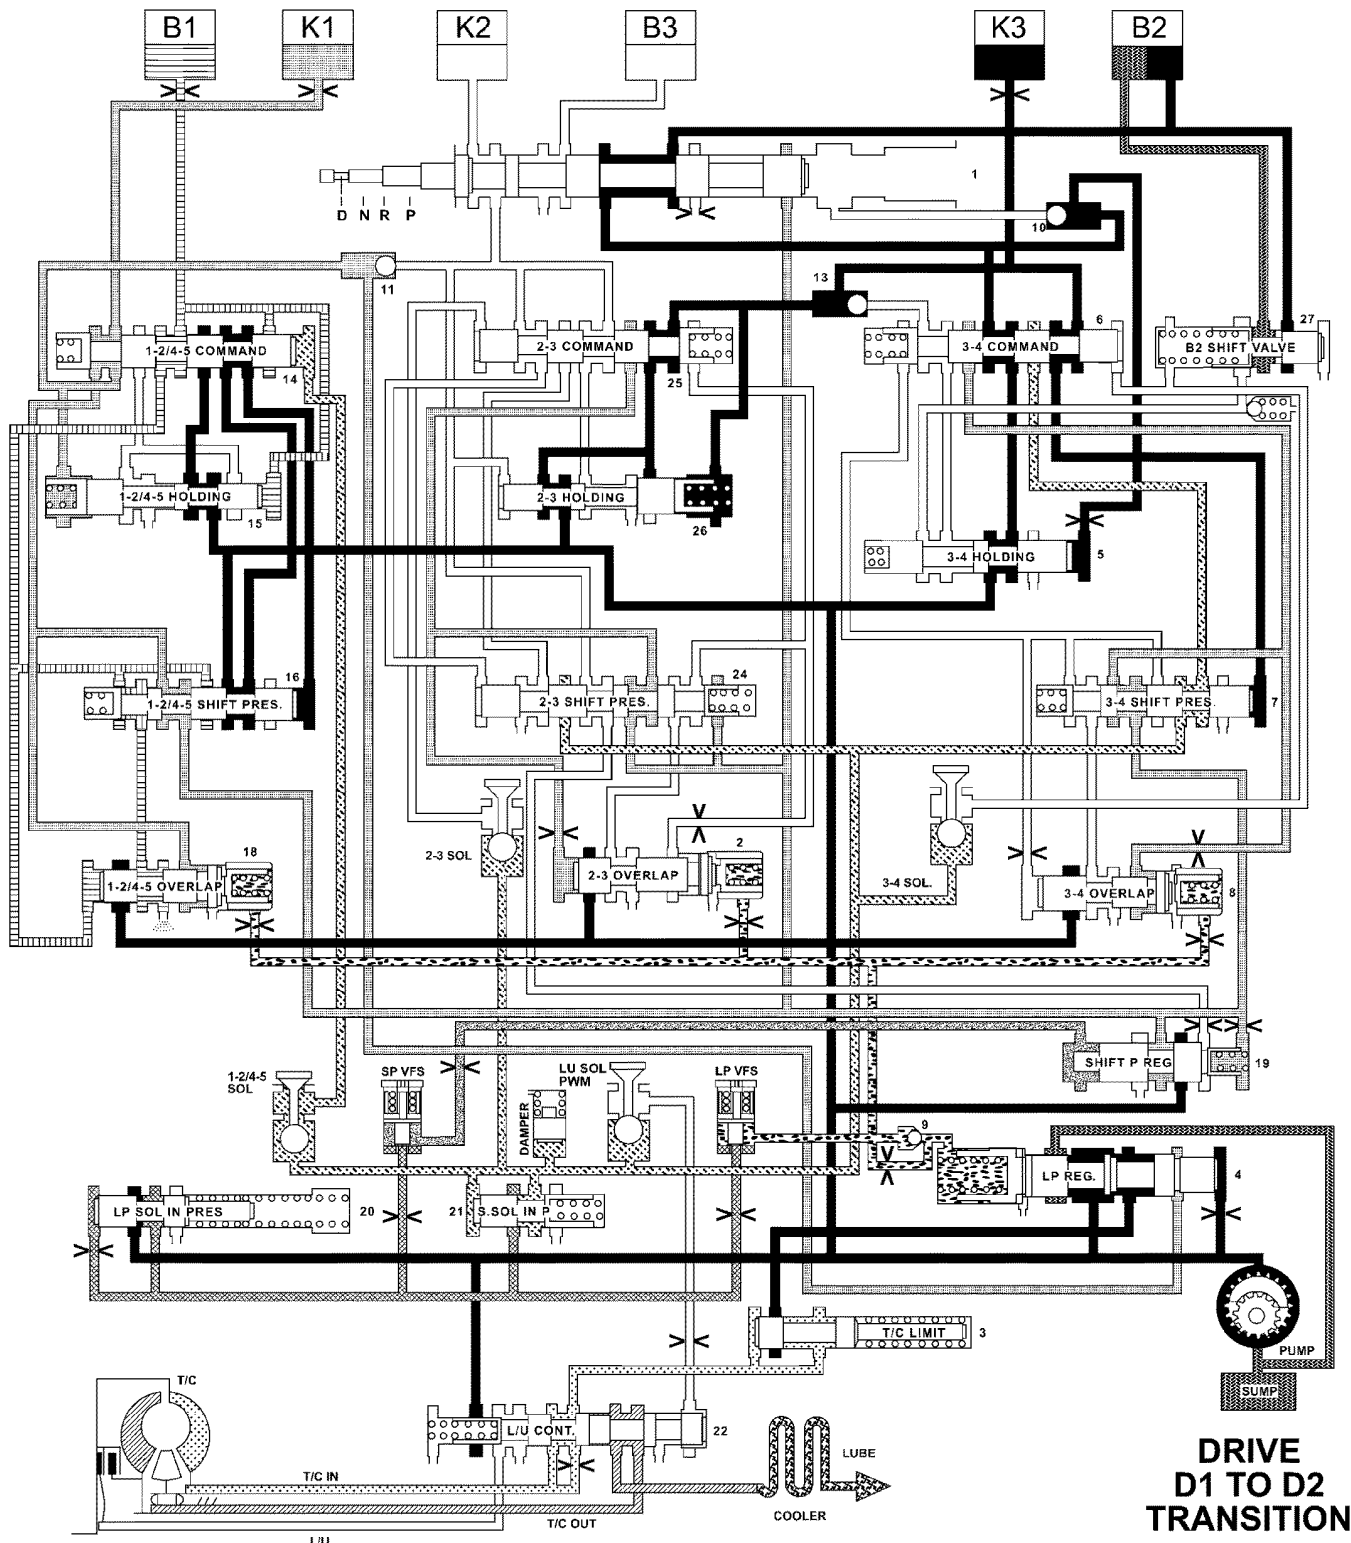 B1 K1 K2 B3 K3 B2
1
D N R P
10
11
13
6
27
1-2/4-5 COMMAND
2-3 COMMAND
3-4 COMMAND
B2 SHIFT VALVE
14
25
1-2/4-5 HOLDING
2-3 HOLDING
15
26
3-4 HOLDING
5
16
24
1-2/4-5 SHIFT PRES.
2-3 SHIFT PRES.
3-4 SHIFT PRES.
7
2-3 SOL
18
2
3-4 SOL.
1-2/4-5 OVERLAP
2-3 OVERLAP
3-4 OVERLAP
8
SHIFT P REG
19
1-2/4-5
SOL
SP VFS
LU SOL
PWM
LP VFS
DAMPER
9
LP REG.
4
LP SOL IN PRES
20
21
S.SOL IN P
T/C LIMIT
3
PUMP
SUMP
T/C
L/U CONT.
22
T/C IN
LUBE
COOLER
T/C OUT
L/U
DRIVE
D1 TO D2
TRANSITION